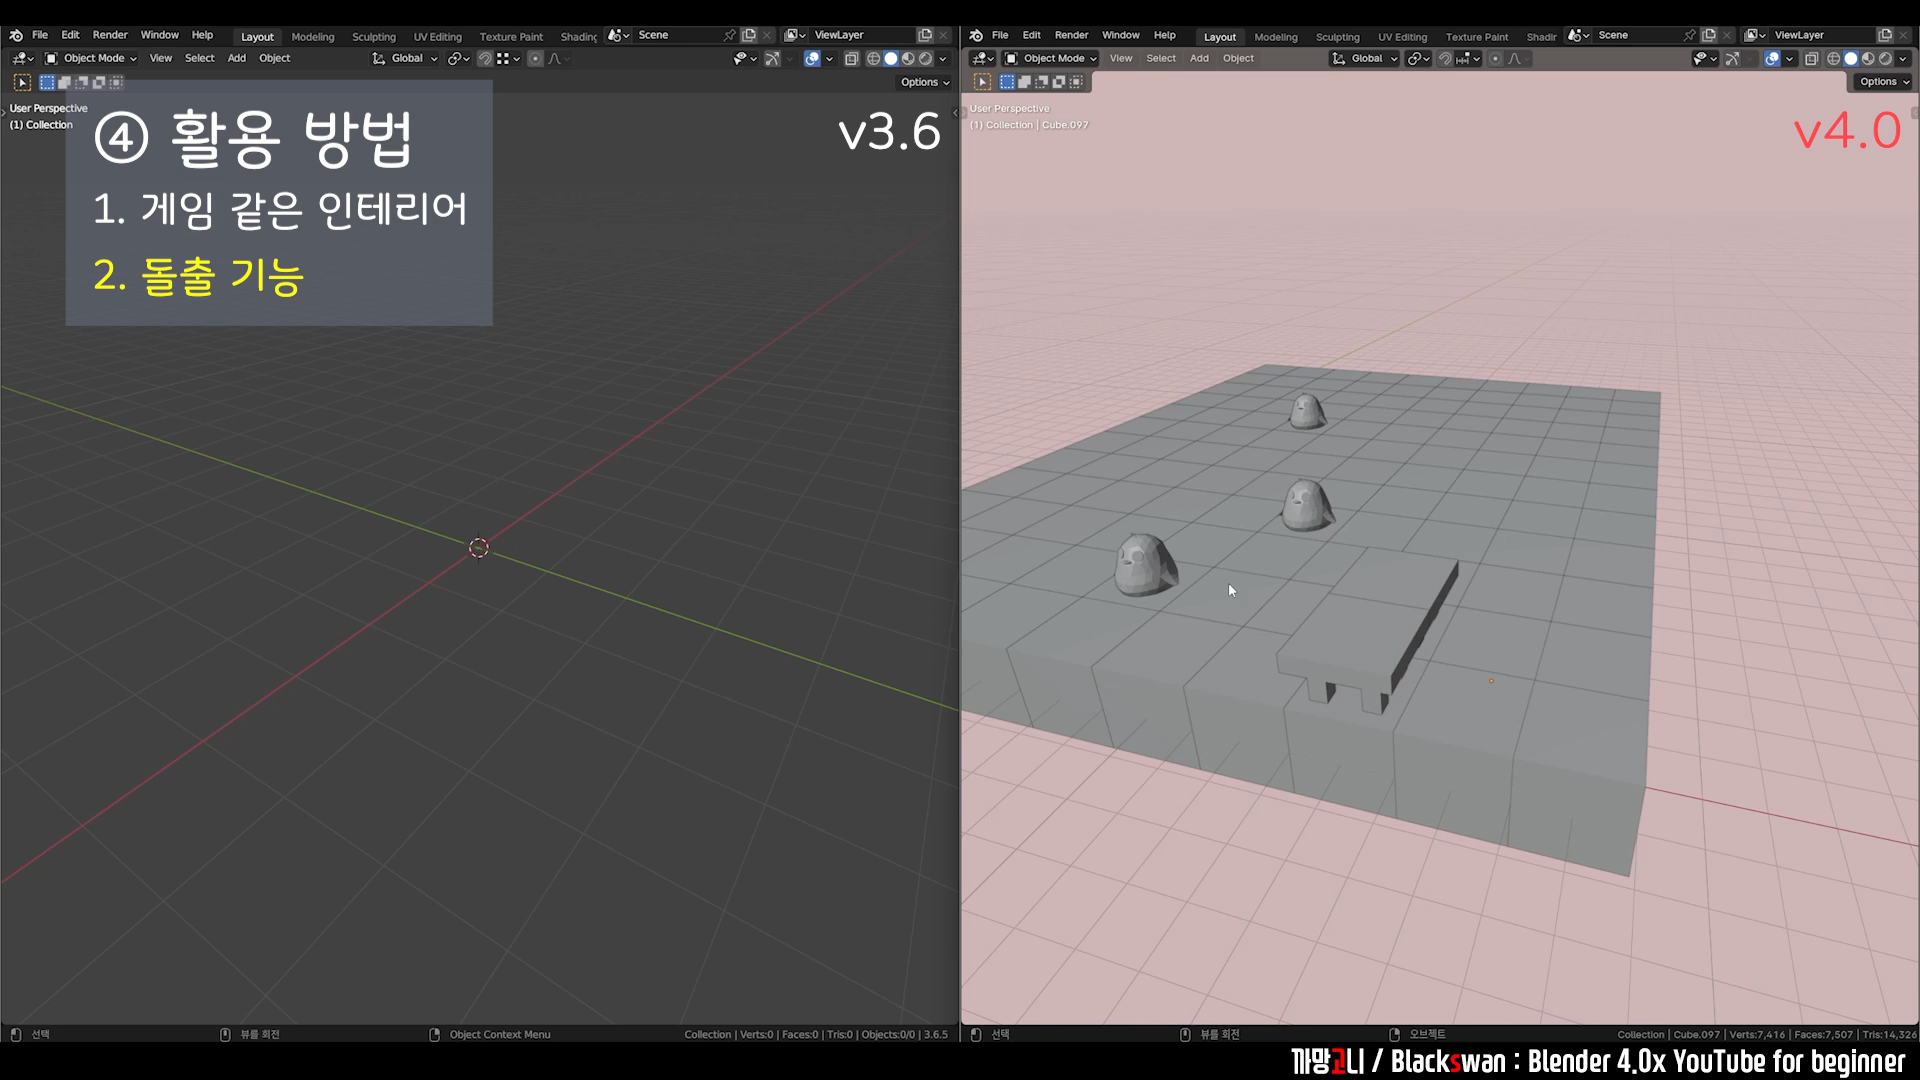 File Edit Render Window Help Layout Modeling Sculpting UV Editing Texture Paint Shading Scene ViewLayer
Object Mode View Select Add Object Global
Options
User Perspective
(1) Collection
④ 활용 방법
1. 게임 같은 인테리어
2. 돌출 기능
v3.6
선택 뷰를 회전 Object Context Menu Collection | Verts:0 | Faces:0 | Tris:0 | Objects:0/0 | 3.6.5
File Edit Render Window Help Layout Modeling Sculpting UV Editing Texture Paint Shadir Scene ViewLayer
Object Mode View Select Add Object Global
Options
User Perspective
(1) Collection | Cube.097
v4.0
선택 뷰를 회전 오브젝트 Collection | Cube.097 | Verts:7,416 | Faces:7,507 | Tris:14,326
까망고니 / Blackswan : Blender 4.0x YouTube for beginner